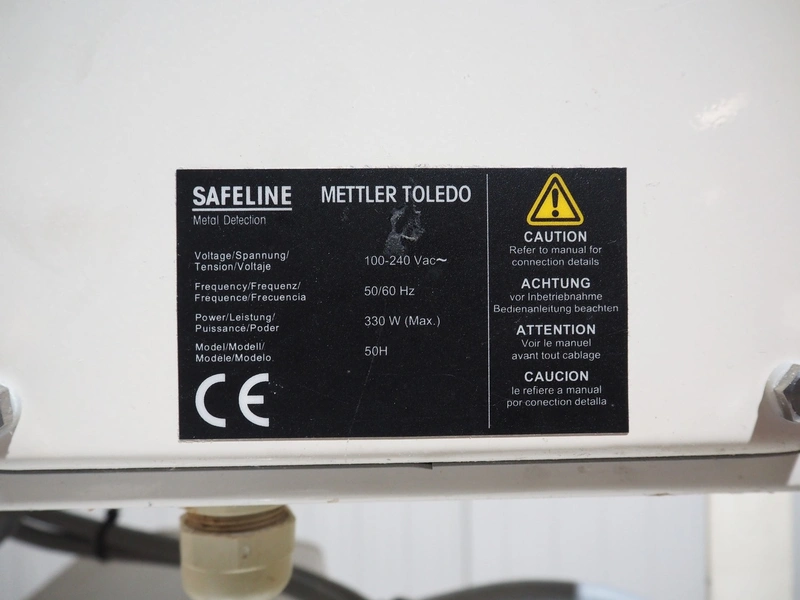 SAFELINE
Metal Detection
METTLER TOLEDO
Voltage/Spannung/
Tension/Voltaje
100-240 Vac~
Frequency/Frequenz/
Frequence/Frecuencia
50/60 Hz
Power/Leistung/
Puissance/Poder
330 W (Max.)
Model/Modell/
Modele/Modelo
50H
CE
CAUTION
Refer to manual for
connection details
ACHTUNG
vor Inbetriebnahme
Bedienanleitung beachten
ATTENTION
Voir le manuel
avant tout cablage
CAUCION
le refiere a manual
por conection detalla